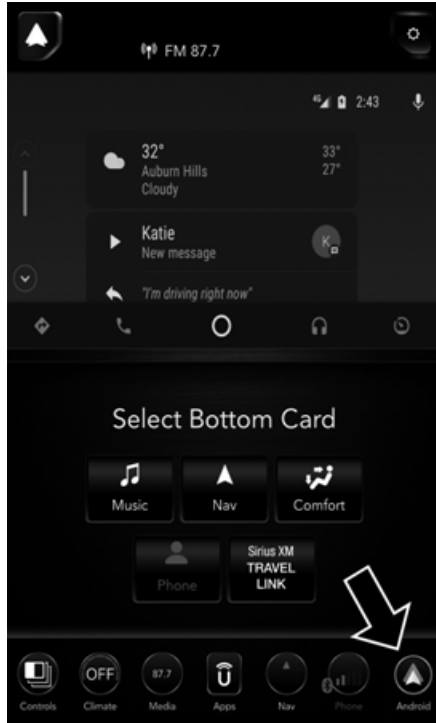 FM 87.7
4G 2:43
32° 33°
Auburn Hills 27°
Cloudy
Katie
New message
K
"I'm driving right now"
Select Bottom Card
Music Nav Comfort
Phone
Sirius XM
TRAVEL
LINK
OFF 87.7
Controls Climate Media Apps Nav Phone Android